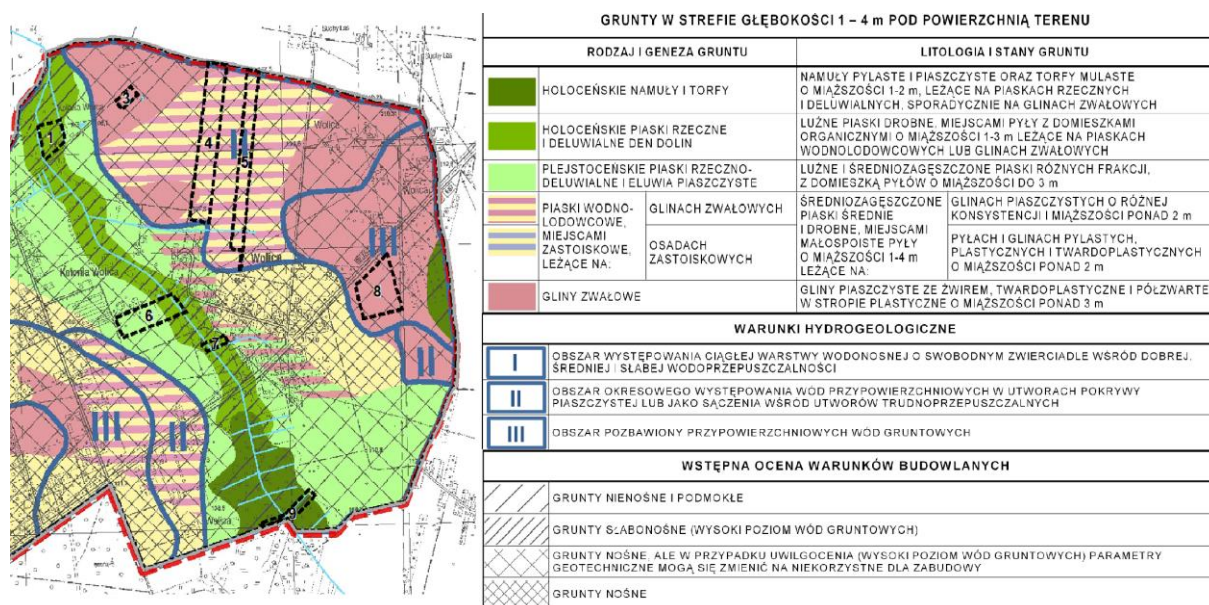 GRUNTY W STREFIE GŁĘBOKOŚCI 1 – 4 m POD POWIERZCHNIĄ TERENU
RODZAJ I GENEZA GRUNTU
LITOLOGIA I STANY GRUNTU
HOLOCEŃSKIE NAMUŁY I TORFY
NAMUŁY PYLASTE I PIASZCZYSTE ORAZ TORFY MULASTE
O MIĄŻSZOŚCI 1-2 m, LEŻĄCE NA PIASKACH RZECZNYCH
I DELUWIALNYCH, SPORADYCZNIE NA GLINACH ZWAŁOWYCH
HOLOCEŃSKIE PIASKI RZECZNE
I DELUWIALNE DEN DOLIN
LUŹNE PIASKI DROBNE, MIEJSCAMI PYŁY Z DOMIESZKAMI
ORGANICZNYMI O MIĄŻSZOŚCI 1-3 m LEŻĄCE NA PIASKACH
WODNOLODOWCOWYCH LUB GLINACH ZWAŁOWYCH
PLEJSTOCEŃSKIE PIASKI RZECZNO-
DELUWIALNE I ELUWIA PIASZCZYSTE
LUŹNE I ŚREDNIOZAGĘSZCZONE PIASKI RÓŻNYCH FRAKCJI,
Z DOMIESZKĄ PYŁÓW O MIĄŻSZOŚCI DO 3 m
PIASKI WODNO-
LODOWCOWE,
MIEJSCAMI
ZASTOISKOWE,
LEŻĄCE NA:
GLINACH ZWAŁOWYCH
OSADACH
ZASTOISKOWYCH
ŚREDNIOZAGĘSZCZONE
PIASKI ŚREDNIE
I DROBNE, MIEJSCAMI
MAŁOSPOISTE PYŁY
O MIĄŻSZOŚCI 1-4 m
LEŻĄCE NA:
GLINACH PIASZCZYSTYCH O RÓŻNEJ
KONSYSTENCJI I MIĄŻSZOŚCI PONAD 2 m
PYŁACH I GLINACH PYLASTYCH,
PLASTYCZNYCH I TWARDOPLASTYCZNYCH
O MIĄŻSZOŚCI PONAD 2 m
GLINY ZWAŁOWE
GLINY PIASZCZYSTE ZE ŻWIREM, TWARDOPLASTYCZNE I PÓŁZWARTE
W STROPIE PLASTYCZNE O MIĄŻSZOŚCI PONAD 3 m
WARUNKI HYDROGEOLOGICZNE
I
OBSZAR WYSTĘPOWANIA CIĄGŁEJ WARSTWY WODONOSNEJ O SWOBODNYM ZWIERCIADLE WŚRÓD DOBREJ,
ŚREDNIEJ I SŁABEJ WODOPRZEPUSZCZALNOŚCI
II
OBSZAR OKRESOWEGO WYSTĘPOWANIA WÓD PRZYPOWIERZCHNIOWYCH W UTWORACH POKRYWY
PIASZCZYSTEJ LUB JAKO SĄCZENIA WŚRÓD UTWORÓW TRUDNOPRZEPUSZCZALNYCH
III
OBSZAR POZBAWIONY PRZYPOWIERZCHNIOWYCH WÓD GRUNTOWYCH
WSTĘPNA OCENA WARUNKÓW BUDOWLANYCH
GRUNTY NIENOŚNE I PODMOKŁE
GRUNTY SŁABONOŚNE (WYSOKI POZIOM WÓD GRUNTOWYCH)
GRUNTY NOŚNE, ALE W PRZYPADKU UWILGOCENIA (WYSOKI POZIOM WÓD GRUNTOWYCH) PARAMETRY
GEOTECHNICZNE MOGĄ SIĘ ZMIENIĆ NA NIEKORZYSTNE DLA ZABUDOWY
GRUNTY NOŚNE
1
3
4
II
5
Wolica
III
8
Kolonia Wolica
Wolica
6
7
II
III
II
9